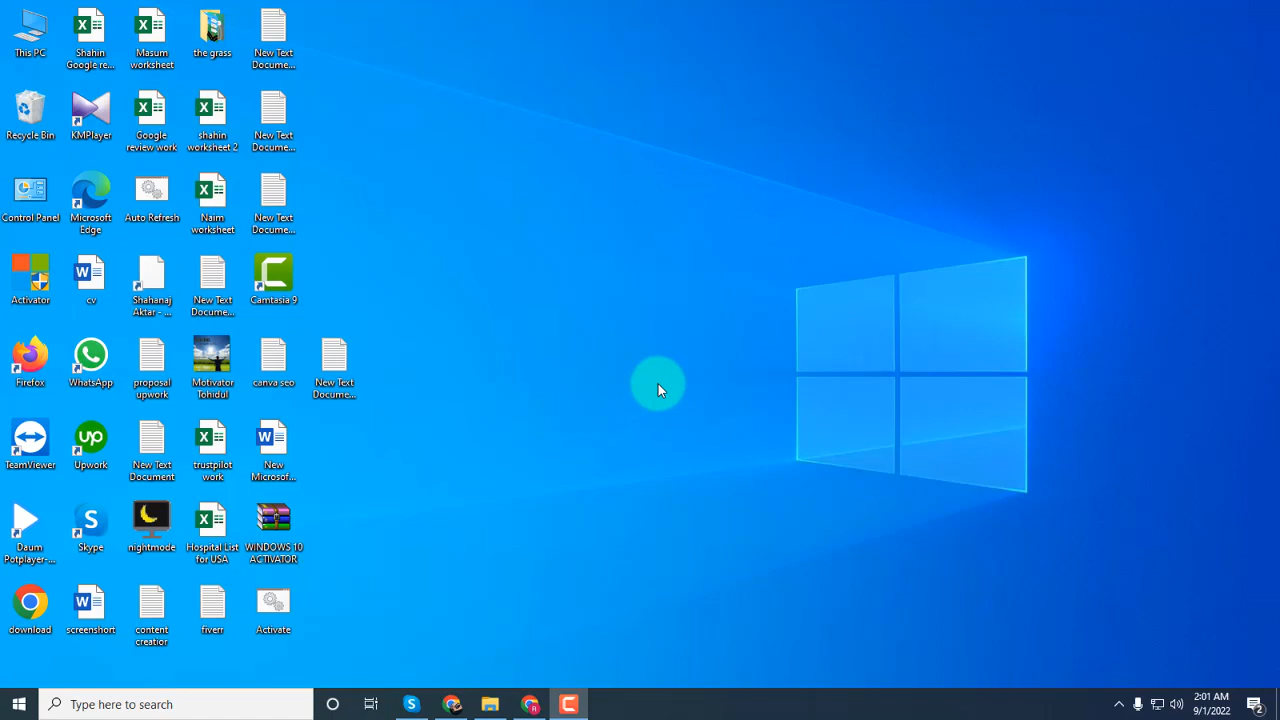 This PC
Shahin
Google re...
Masum
worksheet
the grass
New Text
Docume...
Recycle Bin
KMPlayer
Google
review work
shahin
worksheet 2
New Text
Docume...
Control Panel
Microsoft
Edge
Auto Refresh
Naim
worksheet
New Text
Docume...
Activator
cv
Shahanaj
Aktar - ...
New Text
Docume...
Camtasia 9
Firefox
WhatsApp
proposal
upwork
Motivator
Tohidul
canva seo
New Text
Docume...
TeamViewer
Upwork
New Text
Document
trustpilot
work
New
Microsof...
Daum
Potplayer-...
Skype
nightmode
Hospital List
for USA
WINDOWS 10
ACTIVATOR
download
screenshort
content
creatior
fiverr
Activate
Type here to search
2:01 AM
9/1/2022